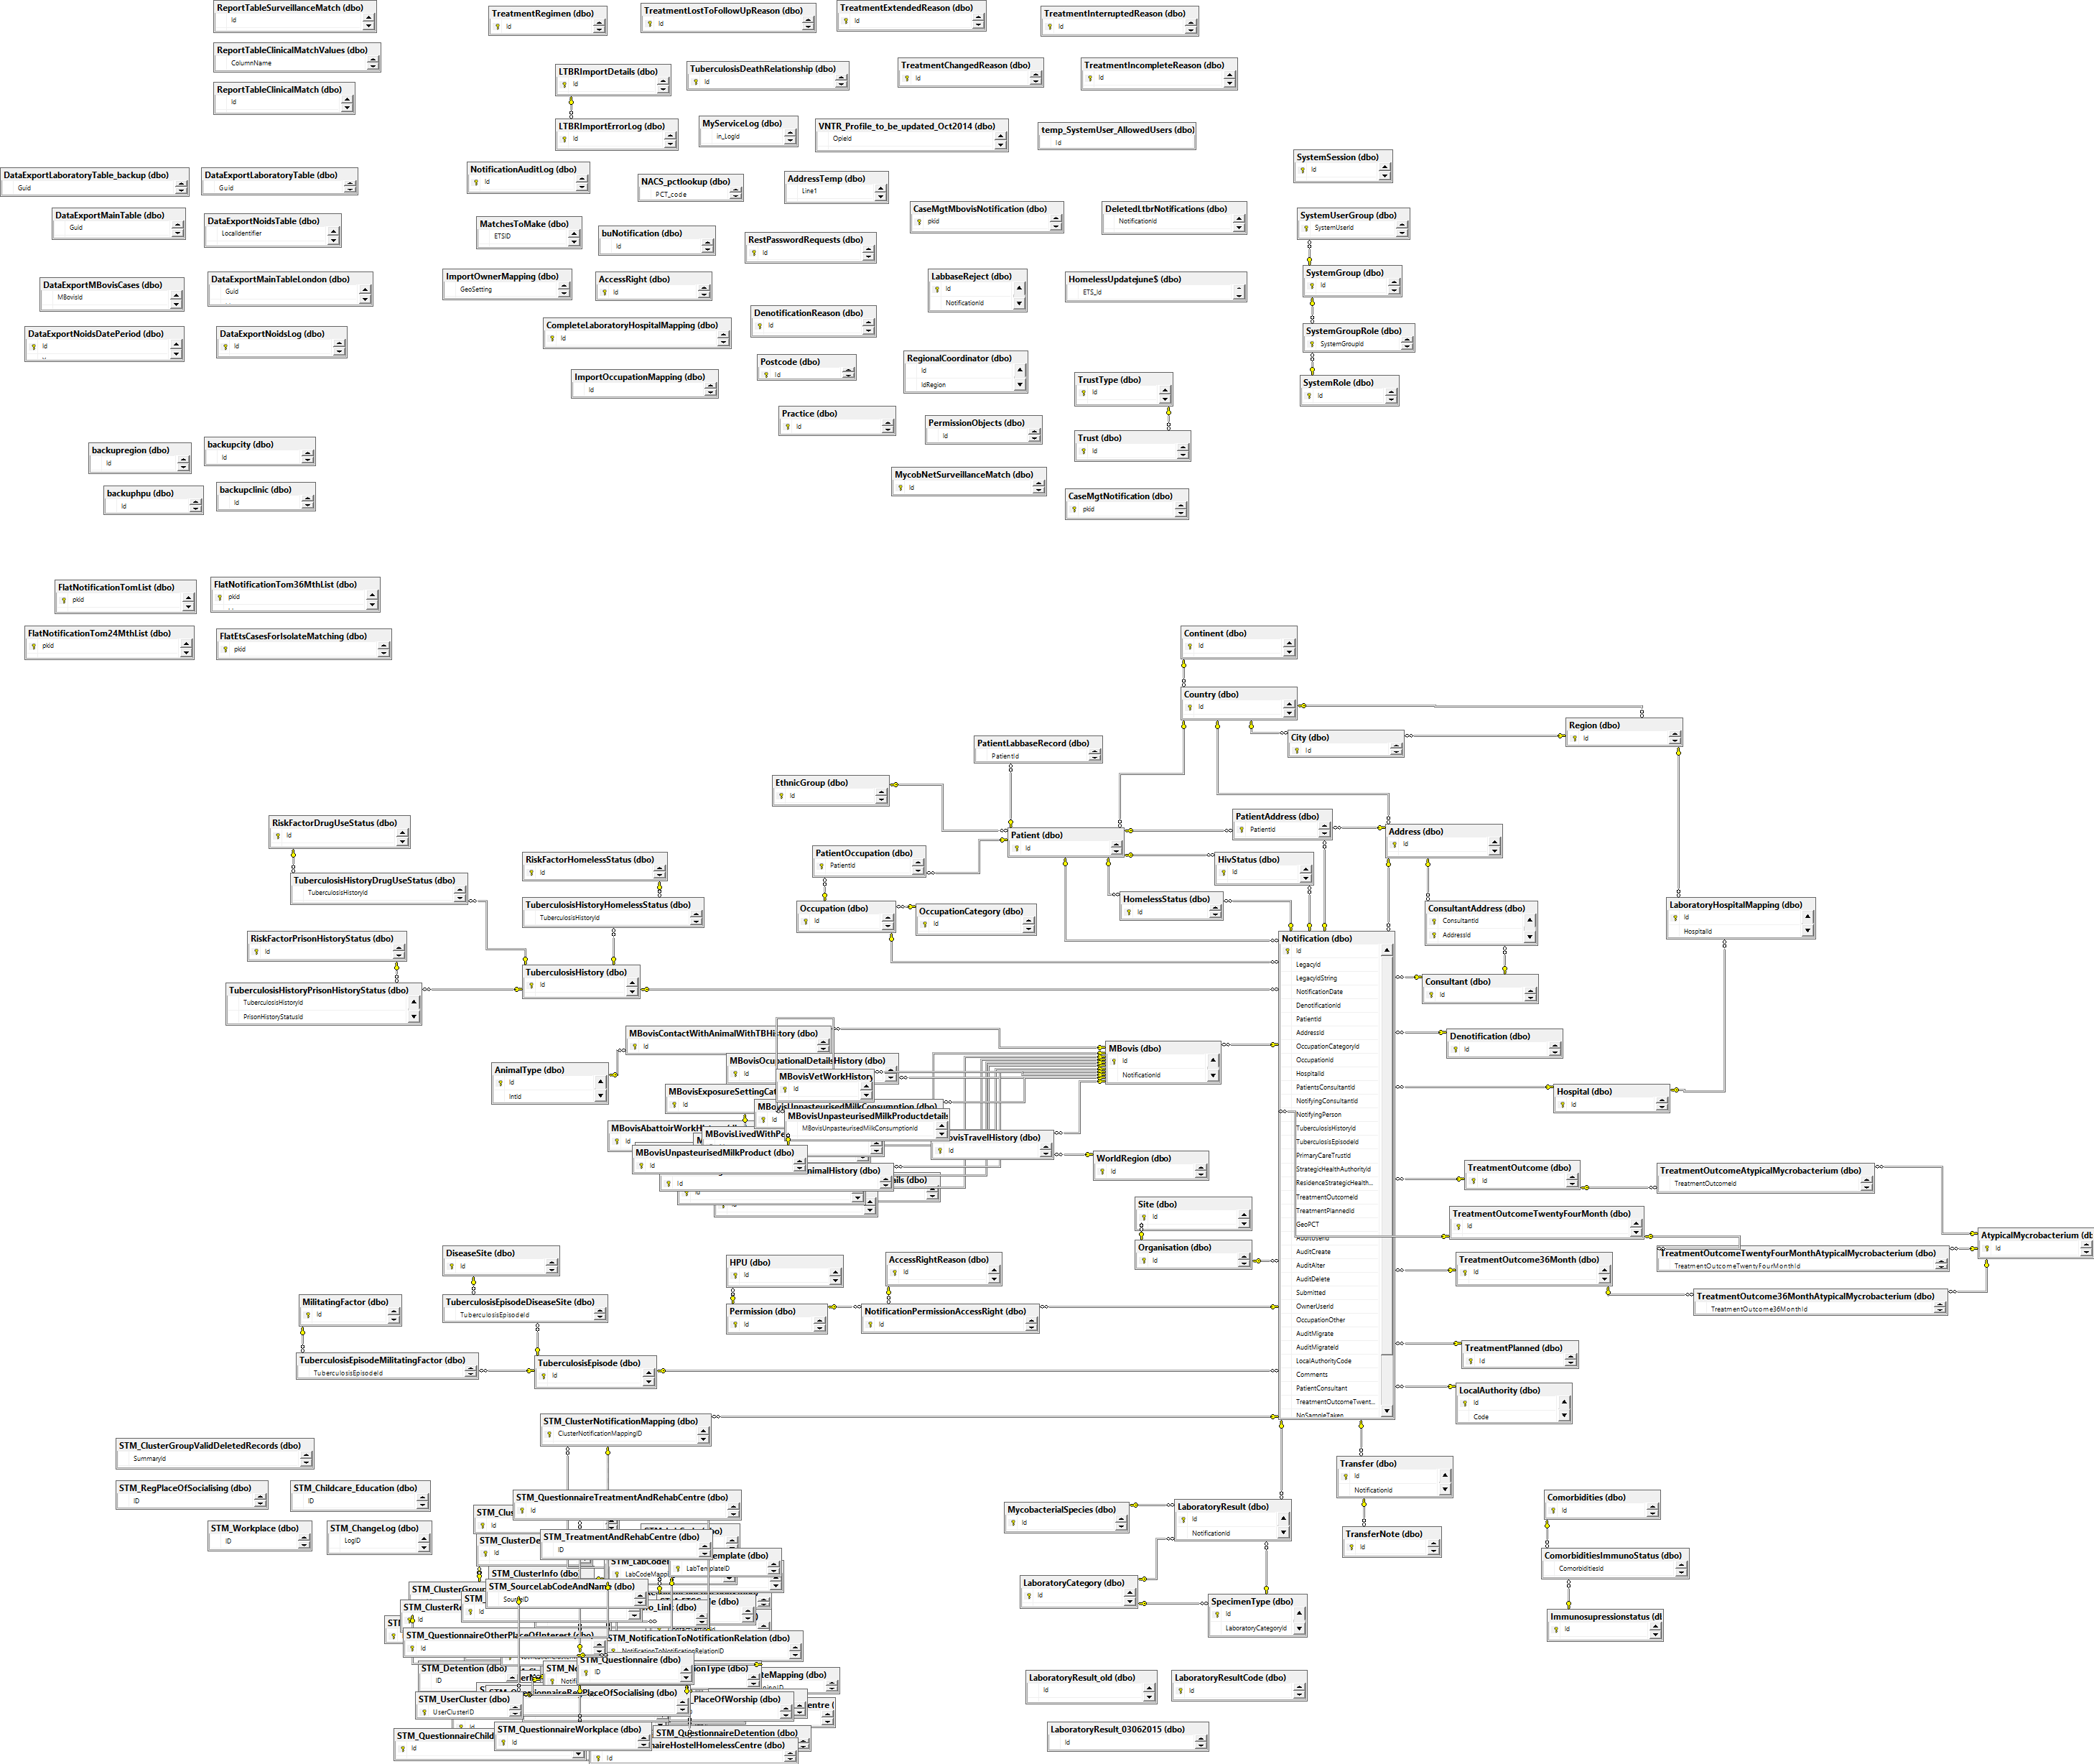 ReportTableSurveillanceMatch (dbo)
Id
ReportTableClinicalMatchValues (dbo)
ColumnName
ReportTableClinicalMatch (dbo)
Id
TreatmentRegimen (dbo)
Id
TreatmentLostToFollowUpReason (dbo)
Id
TreatmentExtendedReason (dbo)
Id
TreatmentInterruptedReason (dbo)
Id
LTBRImportDetails (dbo)
Id
TuberculosisDeathRelationship (dbo)
Id
TreatmentChangedReason (dbo)
Id
TreatmentIncompleteReason (dbo)
Id
LTBRImportErrorLog (dbo)
Id
MyServiceLog (dbo)
in_LogId
VNTR_Profile_to_be_updated_Oct2014 (dbo)
OpieId
temp_SystemUser_AllowedUsers (dbo)
Id
DataExportLaboratoryTable_backup (dbo)
Guid
DataExportLaboratoryTable (dbo)
Guid
NotificationAuditLog (dbo)
Id
NACS_pctlookup (dbo)
PCT_code
AddressTemp (dbo)
Line1
SystemSession (dbo)
Id
DataExportMainTable (dbo)
Guid
DataExportNoidsTable (dbo)
LocalIdentifier
MatchesToMake (dbo)
ETSID
buNotification (dbo)
Id
RestPasswordRequests (dbo)
Id
CaseMgtMbovisNotification (dbo)
pkid
DeletedLtbrNotifications (dbo)
NotificationId
SystemUserGroup (dbo)
SystemUserId
DataExportMBovisCases (dbo)
MBovisId
DataExportMainTableLondon (dbo)
Guid
ImportOwnerMapping (dbo)
GeoSetting
AccessRight (dbo)
Id
LabbaseReject (dbo)
Id
NotificationId
HomelessUpdatejune$ (dbo)
ETS_Id
SystemGroup (dbo)
Id
DataExportNoidsDatePeriod (dbo)
Id
DataExportNoidsLog (dbo)
Id
CompleteLaboratoryHospitalMapping (dbo)
Id
DenotificationReason (dbo)
Id
SystemGroupRole (dbo)
SystemGroupId
ImportOccupationMapping (dbo)
Id
Postcode (dbo)
Id
RegionalCoordinator (dbo)
Id
IdRegion
TrustType (dbo)
Id
SystemRole (dbo)
Id
Practice (dbo)
Id
PermissionObjects (dbo)
Id
Trust (dbo)
Id
backupregion (dbo)
Id
backupcity (dbo)
Id
MycobNetSurveillanceMatch (dbo)
Id
backuphpu (dbo)
Id
backupclinic (dbo)
Id
CaseMgtNotification (dbo)
pkid
FlatNotificationTomList (dbo)
pkid
FlatNotificationTom36MthList (dbo)
pkid
FlatNotificationTom24MthList (dbo)
pkid
FlatEtsCasesForIsolateMatching (dbo)
pkid
Continent (dbo)
Id
Country (dbo)
Id
City (dbo)
Id
Region (dbo)
Id
PatientLabbaseRecord (dbo)
PatientId
EthnicGroup (dbo)
Id
Patient (dbo)
Id
PatientAddress (dbo)
PatientId
Address (dbo)
Id
RiskFactorDrugUseStatus (dbo)
Id
PatientOccupation (dbo)
PatientId
HivStatus (dbo)
Id
RiskFactorHomelessStatus (dbo)
Id
TuberculosisHistoryDrugUseStatus (dbo)
TuberculosisHistoryId
TuberculosisHistoryHomelessStatus (dbo)
TuberculosisHistoryId
Occupation (dbo)
Id
OccupationCategory (dbo)
Id
HomelessStatus (dbo)
Id
ConsultantAddress (dbo)
ConsultantId
AddressId
LaboratoryHospitalMapping (dbo)
Id
HospitalId
RiskFactorPrisonHistoryStatus (dbo)
Id
TuberculosisHistory (dbo)
Id
TuberculosisHistoryPrisonHistoryStatus (dbo)
TuberculosisHistoryId
PrisonHistoryStatusId
Notification (dbo)
Id
LegacyId
LegacyIdString
NotificationDate
DenotificationId
PatientId
AddressId
OccupationCategoryId
OccupationId
HospitalId
PatientsConsultantId
NotifyingConsultantId
NotifyingPerson
TuberculosisHistoryId
TuberculosisEpisodeId
PrimaryCareTrustId
StrategicHealthAuthorityId
ResidenceStrategicHealth...
TreatmentOutcomeId
TreatmentPlannedId
GeoPCT
AuditUserId
AuditCreate
AuditAlter
AuditDelete
Submitted
OwnerUserId
OccupationOther
AuditMigrate
AuditMigrateId
LocalAuthorityCode
Comments
PatientConsultant
TreatmentOutcomeTwent...
NoSampleTaken
Consultant (dbo)
Id
Denotification (dbo)
Id
Hospital (dbo)
Id
MBovisContactWithAnimalWithTBHistory (dbo)
Id
AnimalType (dbo)
Id
IntId
MBovisOcupationalDetailsHistory (dbo)
MBovisVetWorkHistory
Id
MBovisExposureSettingCat
Id
MBovisUnpasteurisedMilkConsumption (dbo)
MBovisUnpasteurisedMilkProductdetails
MBovisUnpasteurisedMilkConsumptionId
MBovisAbattoirWorkHist
Id
MBovisLivedWithPe
MBovisUnpasteurisedMilkProduct (dbo)
Id
nimalHistory (dbo)
Id
ils (dbo)
ovisTravelHistory (dbo)
Id
MBovis (dbo)
Id
NotificationId
WorldRegion (dbo)
Id
Site (dbo)
Id
Organisation (dbo)
Id
TreatmentOutcome (dbo)
Id
TreatmentOutcomeAtypicalMycrobacterium (dbo)
TreatmentOutcomeId
TreatmentOutcomeTwentyFourMonth (dbo)
Id
TreatmentOutcomeTwentyFourMonthAtypicalMycrobacterium (dbo)
TreatmentOutcomeTwentyFourMonthId
AtypicalMycrobacterium (db
Id
TreatmentOutcome36Month (dbo)
Id
TreatmentOutcome36MonthAtypicalMycrobacterium (dbo)
TreatmentOutcome36MonthId
DiseaseSite (dbo)
Id
HPU (dbo)
Id
AccessRightReason (dbo)
Id
MilitatingFactor (dbo)
Id
TuberculosisEpisodeDiseaseSite (dbo)
TuberculosisEpisodeId
Permission (dbo)
Id
NotificationPermissionAccessRight (dbo)
Id
TuberculosisEpisodeMilitatingFactor (dbo)
TuberculosisEpisodeId
TuberculosisEpisode (dbo)
Id
TreatmentPlanned (dbo)
Id
LocalAuthority (dbo)
Id
Code
STM_ClusterNotificationMapping (dbo)
ClusterNotificationMappingID
STM_ClusterGroupValidDeletedRecords (dbo)
SummaryId
STM_RegPlaceOfSocialising (dbo)
ID
STM_Childcare_Education (dbo)
ID
STM_Workplace (dbo)
ID
STM_ChangeLog (dbo)
LogID
Transfer (dbo)
Id
NotificationId
TransferNote (dbo)
Id
MycobacterialSpecies (dbo)
Id
LaboratoryResult (dbo)
Id
NotificationId
LaboratoryCategory (dbo)
Id
SpecimenType (dbo)
Id
LaboratoryCategoryId
Comorbidities (dbo)
Id
ComorbiditiesImmunoStatus (dbo)
ComorbiditiesId
Immunosupressionstatus (dl
Id
STM_QuestionnaireTreatmentAndRehabCentre (dbo)
Id
STM_TreatmentAndRehabCentre (dbo)
ID
STM_ClusterDe
Id
STM_ClusterInfo (dbo)
emplate (dbo)
LabTemplateID
STM_SourceLabCodeAndName (dbo)
SourceID
STM_QuestionnaireOtherPlaceOfInterest (dbo)
Id
STM_NotificationToNotificationRelation (dbo)
NotificationToNotificationRelationID
STM_Questionnaire (dbo)
ID
STM_Detention (dbo)
ID
STM_UserCluster (dbo)
UserClusterID
PlaceOfSocialising (dbo)
PlaceOfWorship (dbo)
STM_QuestionnaireWorkplace (dbo)
Id
STM_QuestionnaireDetention (dbo)
STM_QuestionnaireChild
Id
naireHostelHomelessCentre (dbo)
Id
LaboratoryResult_old (dbo)
Id
LaboratoryResultCode (dbo)
Id
LaboratoryResult_03062015 (dbo)
Id